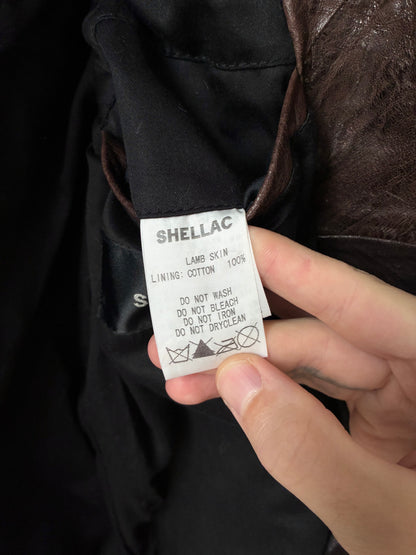 SHELLAC
LAMB SKIN
LINING: COTTON 100%
DO NOT WASH
DO NOT BLEACH
DO NOT IRON
DO NOT DRYCLEAN
S